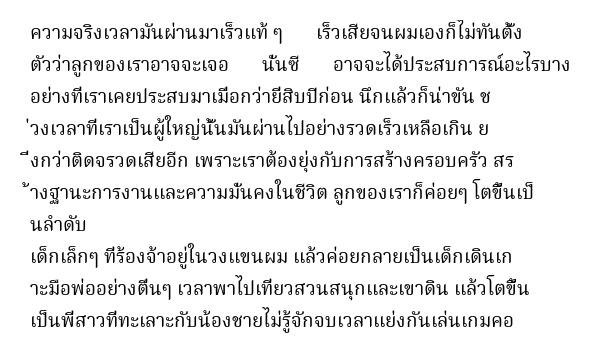 ความจริงเวลามันผ่านมาเร็วแท้ ๆ      เร็วเสียจนผมเองก็ไม่ทันตั้ง
ตัวว่าลูกของเราอาจจะเจอ      นั่นซี      อาจจะได้ประสบการณ์อะไรบาง
อย่างที่เราเคยประสบมาเมื่อกว่ายี่สิบปีก่อน นึกแล้วก็น่าขัน ช
่วงเวลาที่เราเป็นผู้ใหญ่นั้นมันผ่านไปอย่างรวดเร็วเหลือเกิน ย
ิ่งกว่าติดจรวดเสียอีก เพราะเราต้องยุ่งกับการสร้างครอบครัว สร
้างฐานะการงานและความมั่นคงในชีวิต ลูกของเราก็ค่อยๆ โตขึ้นเป็
นลำดับ
เด็กเล็กๆ ที่ร้องจ้าอยู่ในวงแขนผม แล้วค่อยกลายเป็นเด็กเดินเก
าะมือพ่ออย่างตื่นๆ เวลาพาไปเที่ยวสวนสนุกและเขาดิน แล้วโตขึ้น
เป็นพี่สาวที่ทะเลาะกับน้องชายไม่รู้จักจบเวลาแย่งกันเล่นเกมคอ